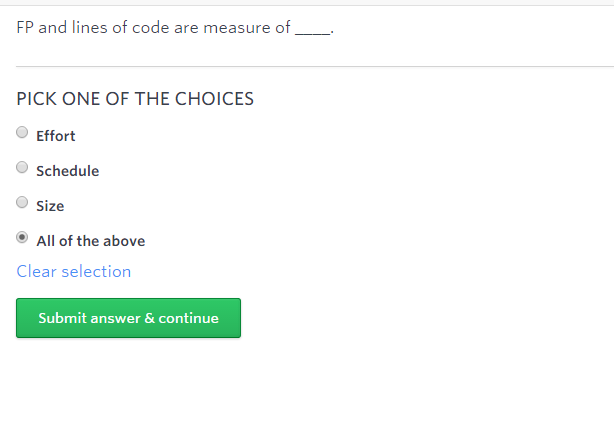 FP and lines of code are measure of ____.
PICK ONE OF THE CHOICES
Effort
Schedule
Size
All of the above
Clear selection
Submit answer & continue